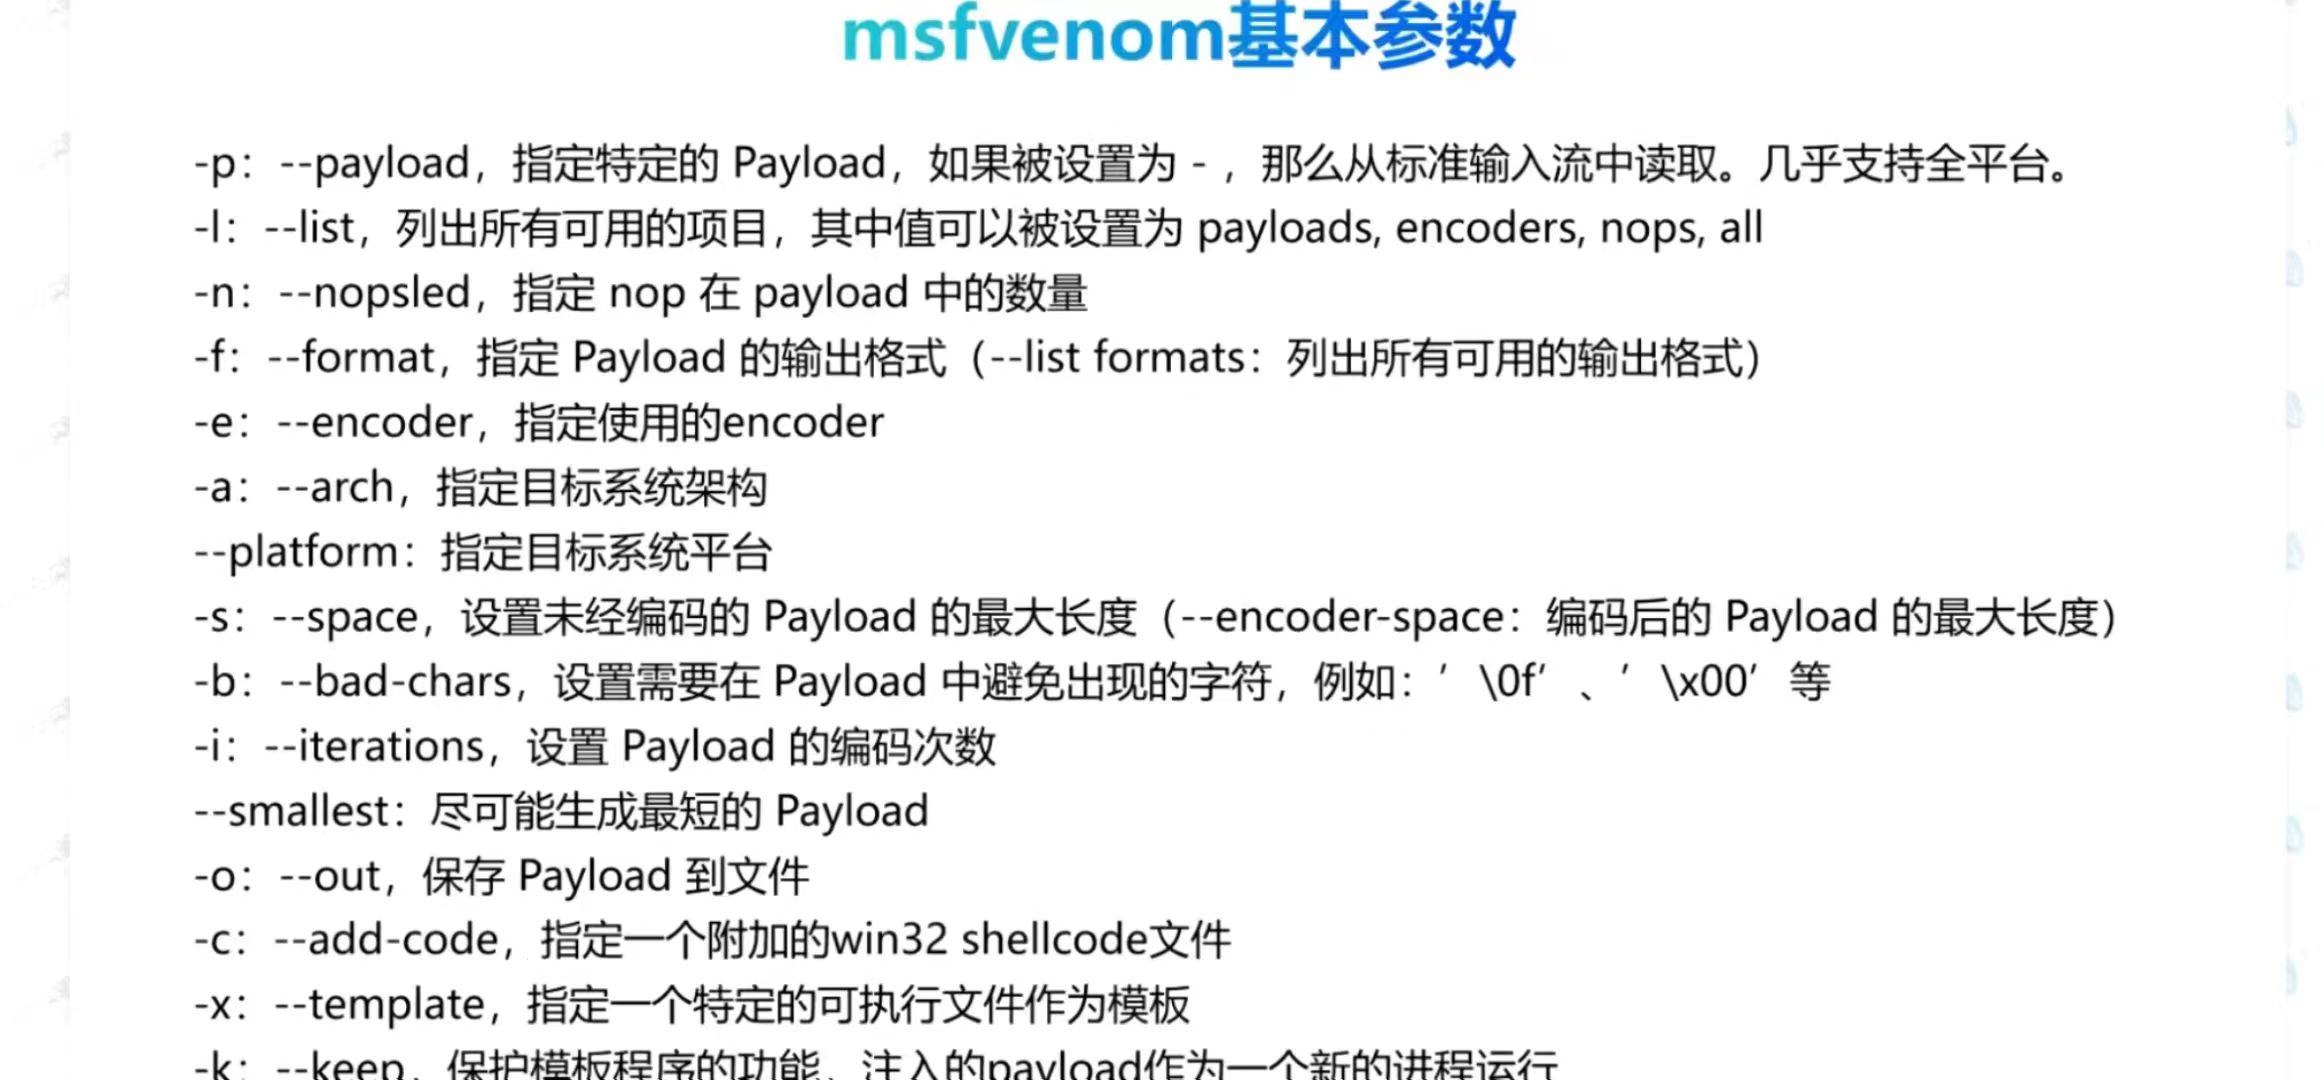 msfvenom基本参数
-p：--payload，指定特定的 Payload，如果被设置为 - ，那么从标准输入流中读取。几乎支持全平台。
-l：--list，列出所有可用的项目，其中值可以被设置为 payloads, encoders, nops, all
-n：--nopsled，指定 nop 在 payload 中的数量
-f：--format，指定 Payload 的输出格式（--list formats：列出所有可用的输出格式）
-e：--encoder，指定使用的encoder
-a：--arch，指定目标系统架构
--platform：指定目标系统平台
-s：--space，设置未经编码的 Payload 的最大长度（--encoder-space：编码后的 Payload 的最大长度）
-b：--bad-chars，设置需要在 Payload 中避免出现的字符，例如：’\0f’、’\x00’等
-i：--iterations，设置 Payload 的编码次数
--smallest：尽可能生成最短的 Payload
-o：--out，保存 Payload 到文件
-c：--add-code，指定一个附加的win32 shellcode文件
-x：--template，指定一个特定的可执行文件作为模板
-k：--keep，保护模板程序的功能，注入的payload作为一个新的进程运行